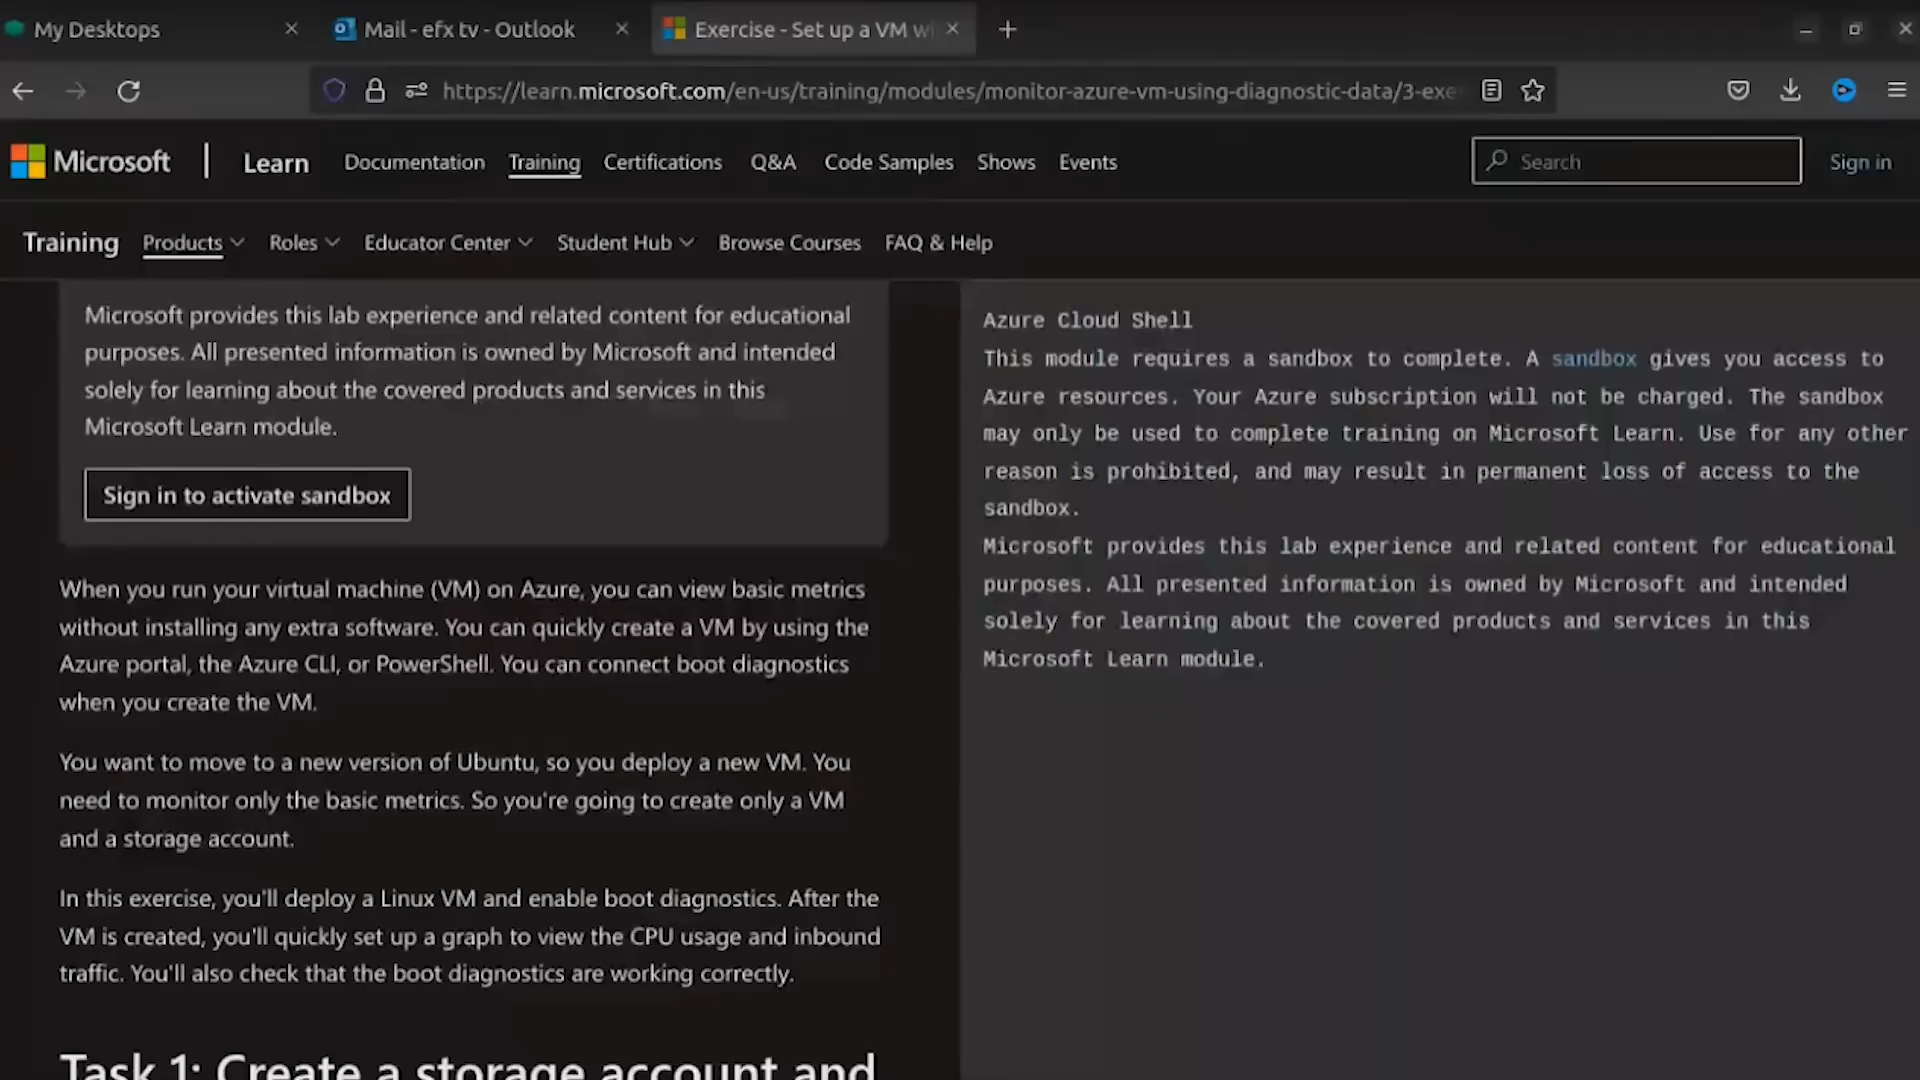 My Desktops
Mail - efx tv - Outlook
Exercise - Set up a VM wi
https://learn.microsoft.com/en-us/training/modules/monitor-azure-vm-using-diagnostic-data/3-exe
Microsoft
Learn
Documentation
Training
Certifications
Q&A
Code Samples
Shows
Events
Search
Sign in
Training
Products
Roles
Educator Center
Student Hub
Browse Courses
FAQ & Help
Microsoft provides this lab experience and related content for educational
purposes. All presented information is owned by Microsoft and intended
solely for learning about the covered products and services in this
Microsoft Learn module.
Sign in to activate sandbox
When you run your virtual machine (VM) on Azure, you can view basic metrics
without installing any extra software. You can quickly create a VM by using the
Azure portal, the Azure CLI, or PowerShell. You can connect boot diagnostics
when you create the VM.
You want to move to a new version of Ubuntu, so you deploy a new VM. You
need to monitor only the basic metrics. So you're going to create only a VM
and a storage account.
In this exercise, you'll deploy a Linux VM and enable boot diagnostics. After the
VM is created, you'll quickly set up a graph to view the CPU usage and inbound
traffic. You'll also check that the boot diagnostics are working correctly.
Task 1: Create a storage account and
Azure Cloud Shell
This module requires a sandbox to complete. A sandbox gives you access to
Azure resources. Your Azure subscription will not be charged. The sandbox
may only be used to complete training on Microsoft Learn. Use for any other
reason is prohibited, and may result in permanent loss of access to the
sandbox.
Microsoft provides this lab experience and related content for educational
purposes. All presented information is owned by Microsoft and intended
solely for learning about the covered products and services in this
Microsoft Learn module.